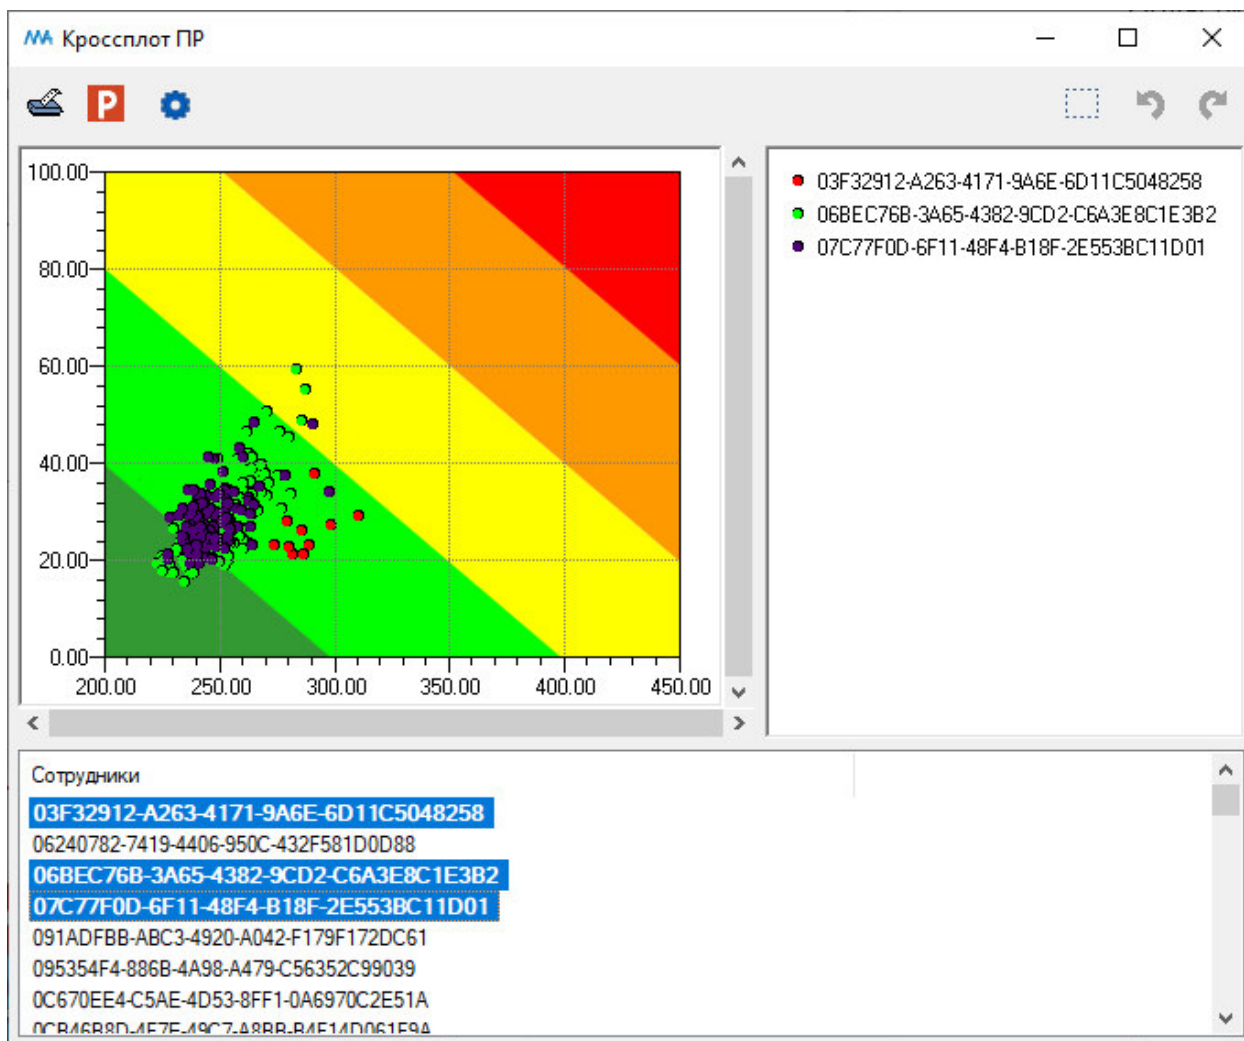 Кроссплот ПР
P
100.00
80.00
60.00
40.00
20.00
0.00
200.00 250.00 300.00 350.00 400.00 450.00
03F32912-A263-4171-9A6E-6D11C5048258
06BEC76B-3A65-4382-9CD2-C6A3E8C1E3B2
07C77F0D-6F11-48F4-B18F-2E553BC11D01
Сотрудники
03F32912-A263-4171-9A6E-6D11C5048258
06240782-7419-4406-950C-432F581D0D88
06BEC76B-3A65-4382-9CD2-C6A3E8C1E3B2
07C77F0D-6F11-48F4-B18F-2E553BC11D01
091ADFBB-ABC3-4920-A042-F179F172DC61
095354F4-886B-4A98-A479-C56352C99039
0C670EE4-C5AE-4D53-8FF1-0A6970C2E51A